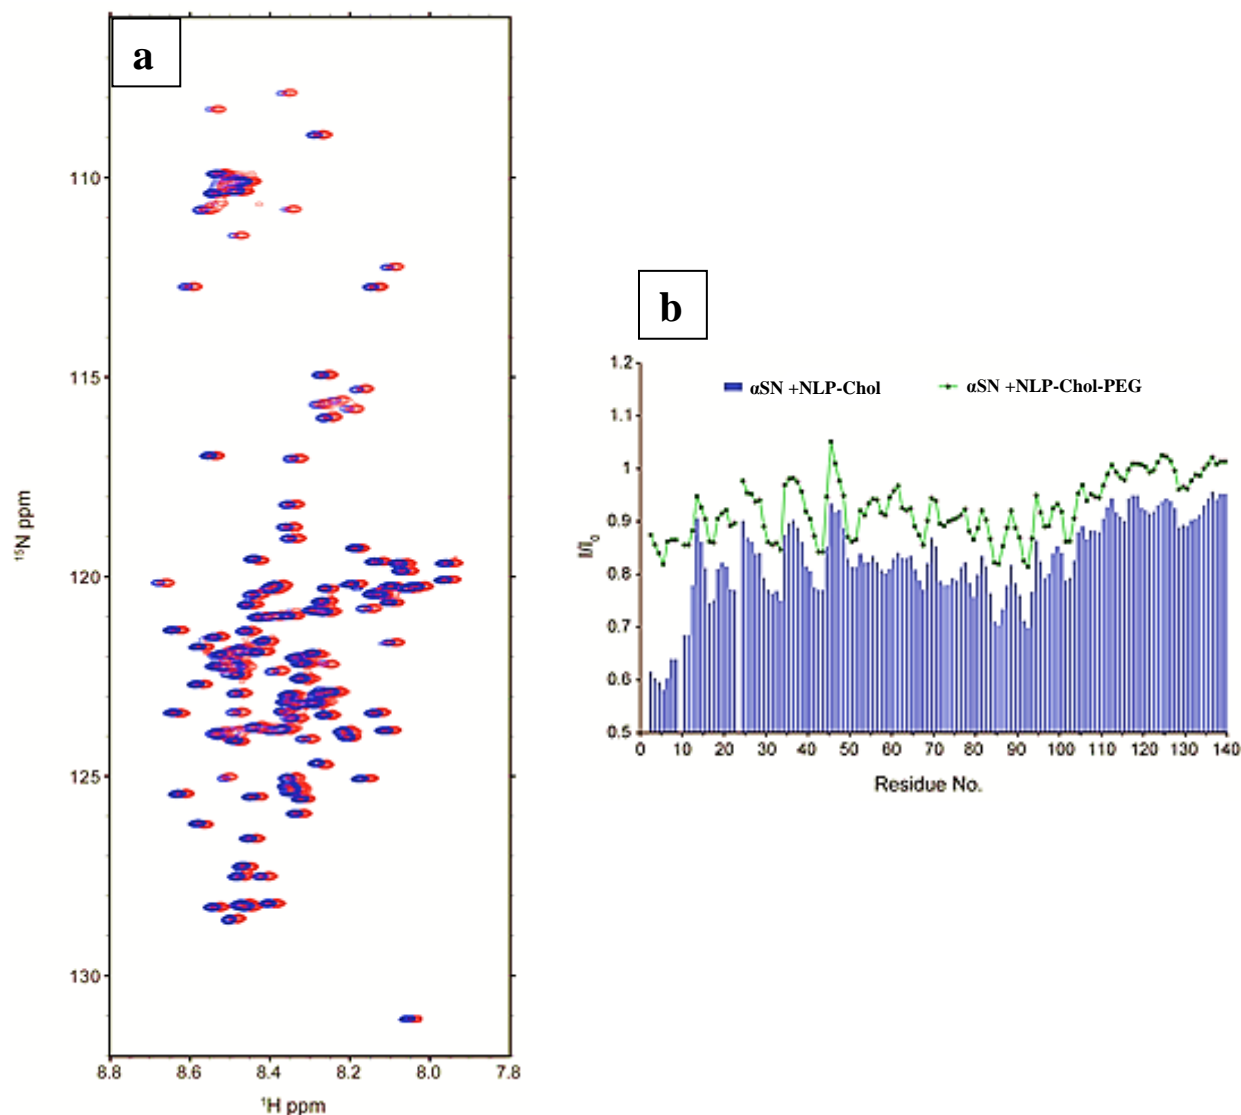 a
110
115
120
125
130
¹⁵N ppm
8.8 8.6 8.4 8.2 8.0 7.8
¹H ppm
b
1.2
1.1
1
0.9
0.8
0.7
0.6
0.5
I/I₀
αSN +NLP-Chol αSN +NLP-Chol-PEG
0 10 20 30 40 50 60 70 80 90 100 110 120 130 140
Residue No.